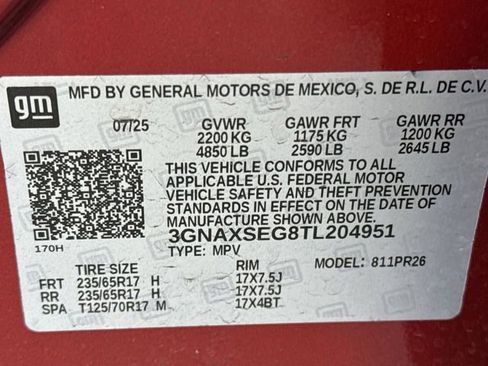 gm
MFD BY GENERAL MOTORS DE MEXICO, S. DE R.L. DE C.V.
07/25 GVWR GAWR FRT GAWR RR
2200 KG 1175 KG 1200 KG
4850 LB 2590 LB 2645 LB
THIS VEHICLE CONFORMS TO ALL
APPLICABLE U.S. FEDERAL MOTOR
VEHICLE SAFETY AND THEFT PREVENTION
STANDARDS IN EFFECT ON THE DATE OF
MANUFACTURE SHOWN ABOVE.
170H 3GNAXSEG8TL204951
TYPE: MPV MODEL: 811PR26
TIRE SIZE RIM
FRT 235/65R17 H 17X7.5J
RR 235/65R17 H 17X7.5J
SPA T125/70R17 M 17X4BT